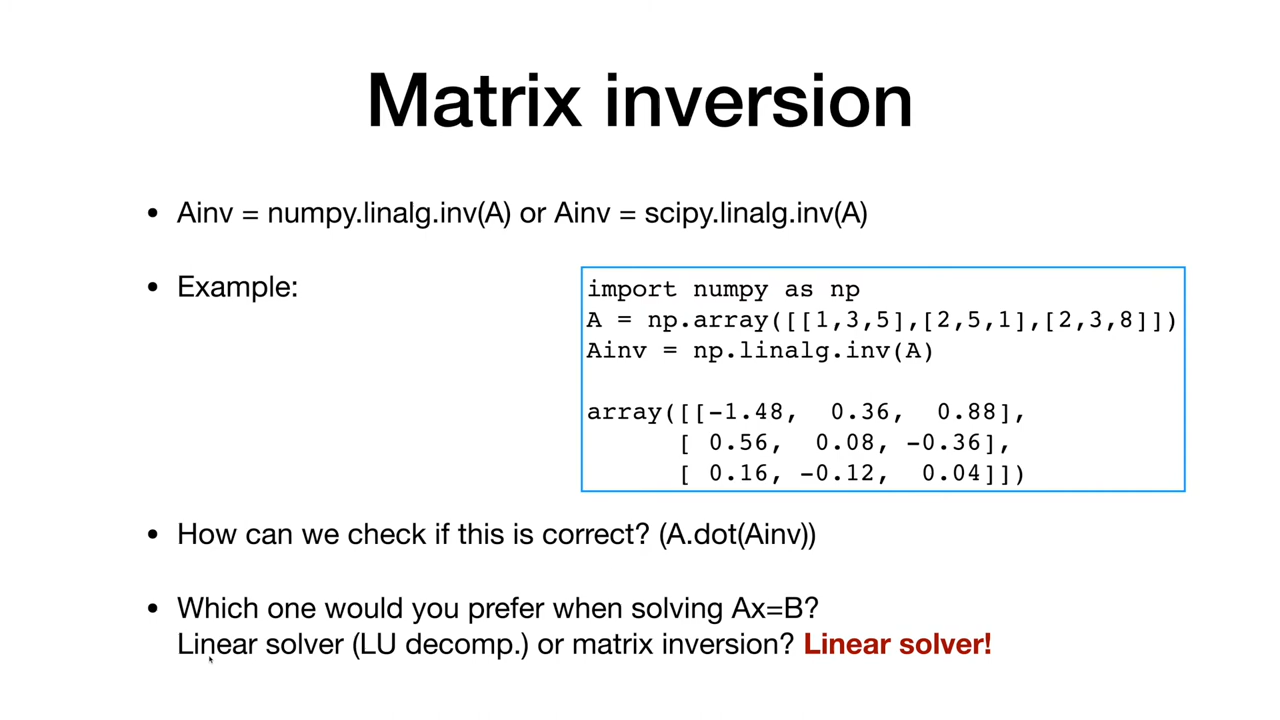 Matrix inversion
• Ainv = numpy.linalg.inv(A) or Ainv = scipy.linalg.inv(A)
• Example:
import numpy as np
A = np.array([[1,3,5],[2,5,1],[2,3,8]])
Ainv = np.linalg.inv(A)
array([[-1.48, 0.36, 0.88],
[ 0.56, 0.08, -0.36],
[ 0.16, -0.12, 0.04]])
• How can we check if this is correct? (A.dot(Ainv))
• Which one would you prefer when solving Ax=B?
Linear solver (LU decomp.) or matrix inversion? Linear solver!